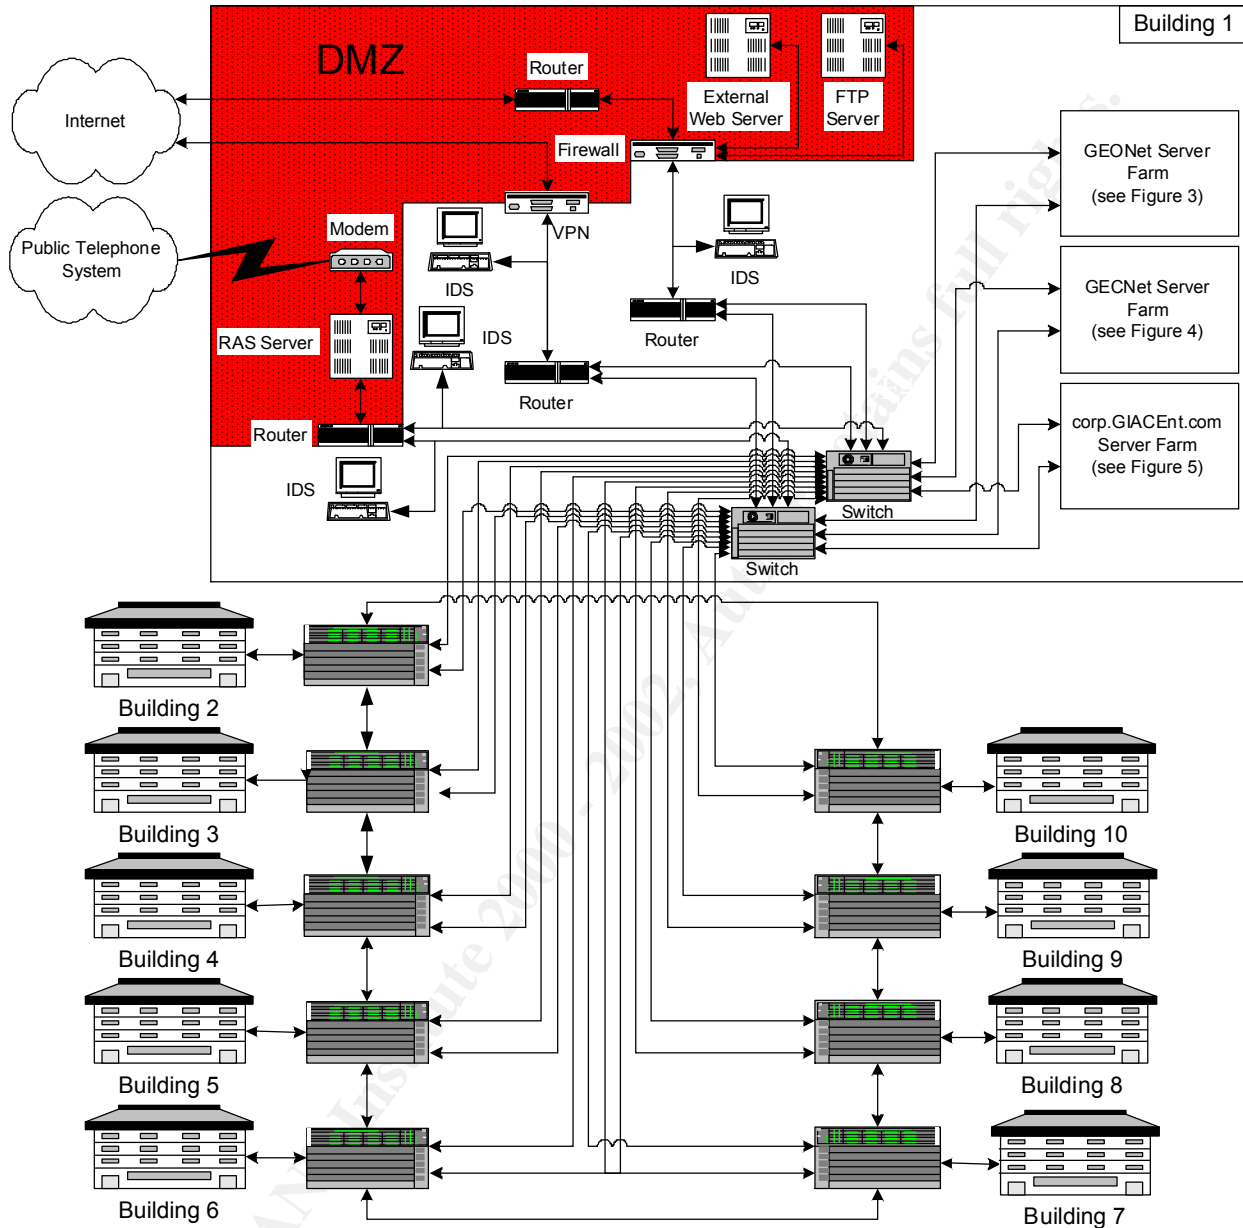 Building 1
DMZ
Router
External
Web Server
FTP
Server
Internet
Firewall
GEONet Server
Farm
(see Figure 3)
VPN
Modem
Public Telephone
System
IDS
IDS
IDS
GECNet Server
Farm
(see Figure 4)
RAS Server
Router
Router
corp.GIACEnt.com
Server Farm
(see Figure 5)
Router
IDS
Switch
Switch
Building 2
Building 3
Building 10
Building 4
Building 9
Building 5
Building 8
Building 6
Building 7